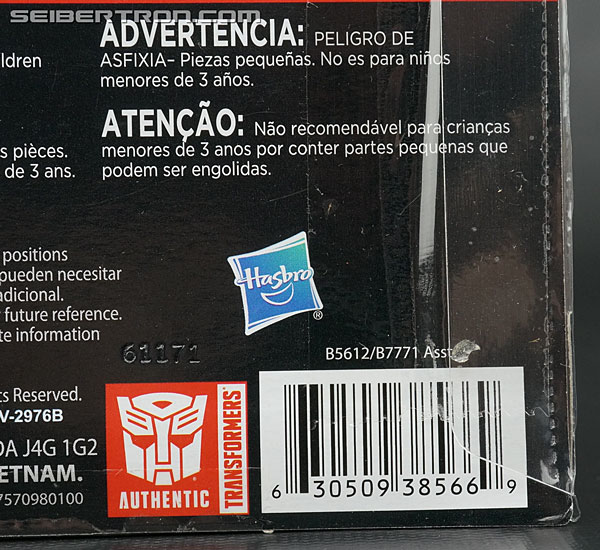 SEIBERTRON.COM
ADVERTENCIA: PELIGRO DE
ASFIXIA– Piezas pequeñas. No es para niños
menores de 3 años.
ATENÇÃO: Não recomendável para crianças
menores de 3 anos por conter partes pequenas que
podem ser engolidas.
ldren
s pièces.
de 3 ans.
positions
pueden necesitar
adicional.
future reference.
te information
Hasbro
®
61171
B5612/B7771 Asst
ts Reserved.
V-2976B
DA J4G 1G2
IETNAM.
7570980100
AUTHENTIC
TRANSFORMERS
6 30509 38566 9